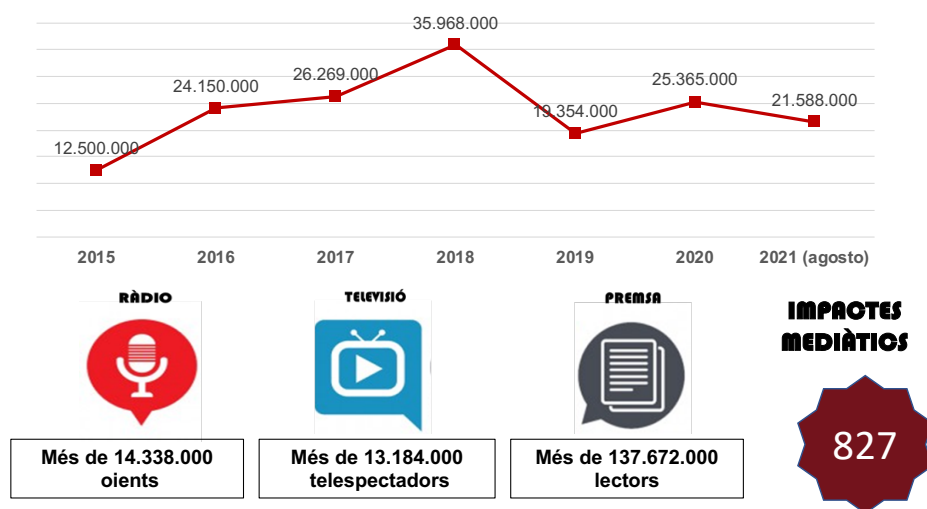 35.968.000
26.269.000
25.365.000
24.150.000
21.588.000
19.354.000
12.500.000
2015 2016 2017 2018 2019 2020 2021 (agosto)
RÀDIO
TELEVISIÓ
PREMSA
IMPACTES
MEDIÀTICS
827
Més de 14.338.000
oients
Més de 13.184.000
telespectadors
Més de 137.672.000
lectors